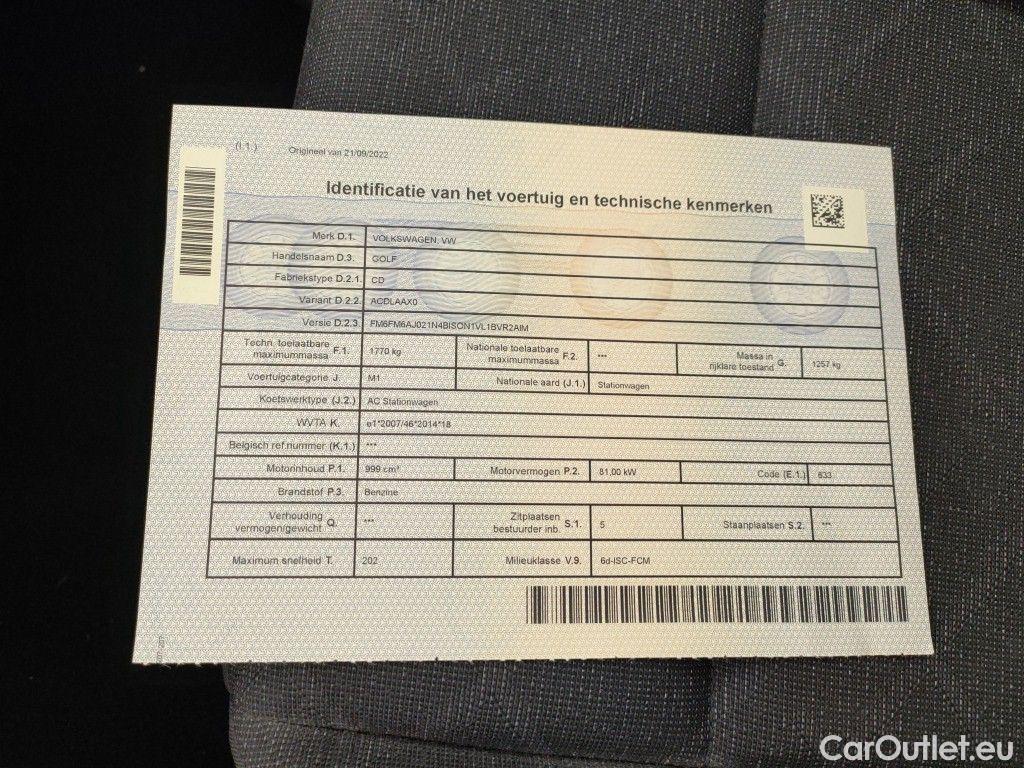 (I.1.)
Origineel van 21/09/2022
Identificatie van het voertuig en technische kenmerken
Merk D.1. VOLKSWAGEN, VW
Handelsnaam D.3. GOLF
Fabriekstype D.2.1. CD
Variant D.2.2. ACDLAAX0
Versie D.2.3. FM6FM6AJ021N4BISON1VL1BVR2AIM
Techn. toelaatbare maximummassa F.1. 1770 kg Nationale toelaatbare maximummassa F.2. *** Massa in rijklare toestand G. 1257 kg
Voertuigcategorie J. M1 Nationale aard (J.1.) Stationwagen
Koetswerktype (J.2.) AC Stationwagen
WVTA K. e1*2007/46*2014*18
Belgisch ref.nummer (K.1.) ***
Motorinhoud P.1. 999 cm³ Motorvermogen P.2. 81,00 kW Code (E.1.) 633
Brandstof P.3. Benzine
Verhouding vermogen/gewicht Q. *** Zitplaatsen bestuurder inb. S.1. 5 Staanplaatsen S.2. ***
Maximum snelheid T. 202 Milieuklasse V.9. 6d-ISC-FCM
CarOutlet.eu